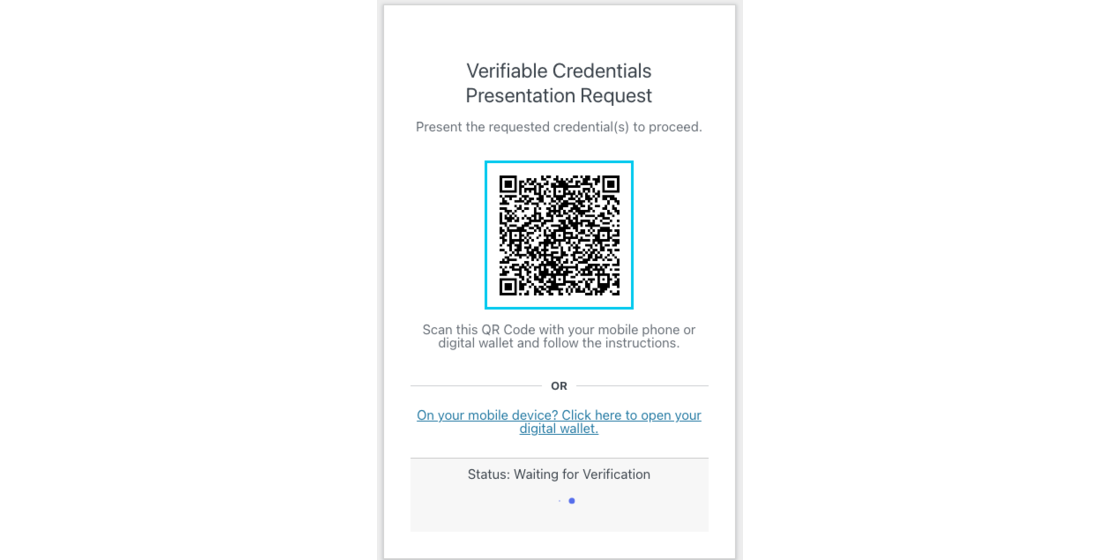 Verifiable Credentials
Presentation Request
Present the requested credential(s) to proceed.
Scan this QR Code with your mobile phone or
digital wallet and follow the instructions.
OR
On your mobile device? Click here to open your
digital wallet.
Status: Waiting for Verification